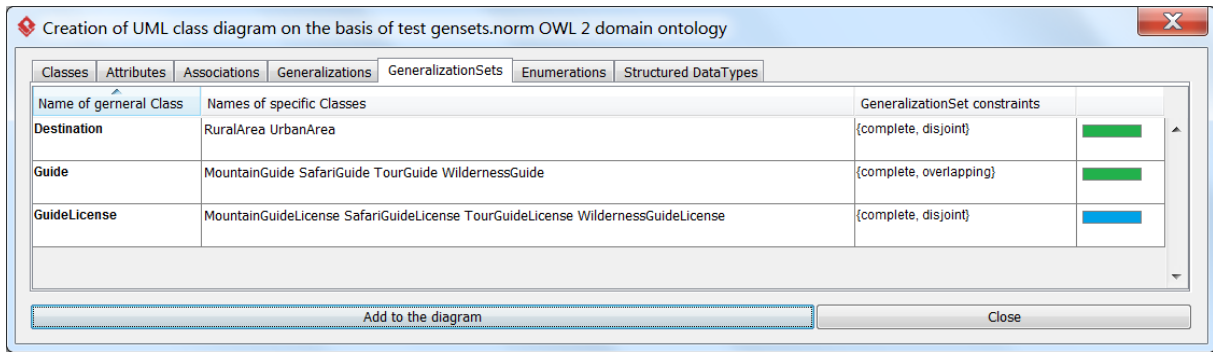 Creation of UML class diagram on the basis of test gensets.norm OWL 2 domain ontology
Classes Attributes Associations Generalizations GeneralizationSets Enumerations Structured DataTypes
Name of gerneral Class Names of specific Classes GeneralizationSet constraints
Destination RuralArea UrbanArea {complete, disjoint}
Guide MountainGuide SafariGuide TourGuide WildernessGuide {complete, overlapping}
GuideLicense MountainGuideLicense SafariGuideLicense TourGuideLicense WildernessGuideLicense {complete, disjoint}
Add to the diagram Close